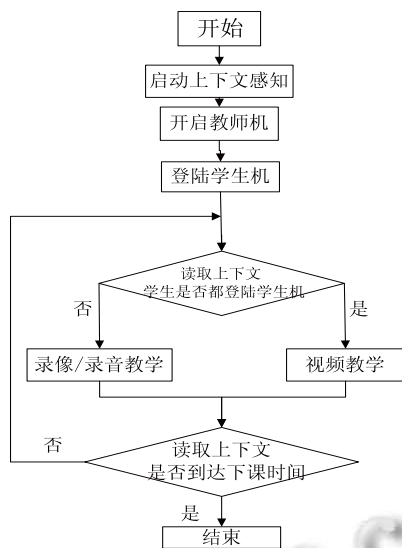 开始
启动上下文感知
开启教师机
登陆学生机
读取上下文
学生是否都登陆学生机
否
是
录像/录音教学
视频教学
否
读取上下文
是否到达下课时间
是
结束